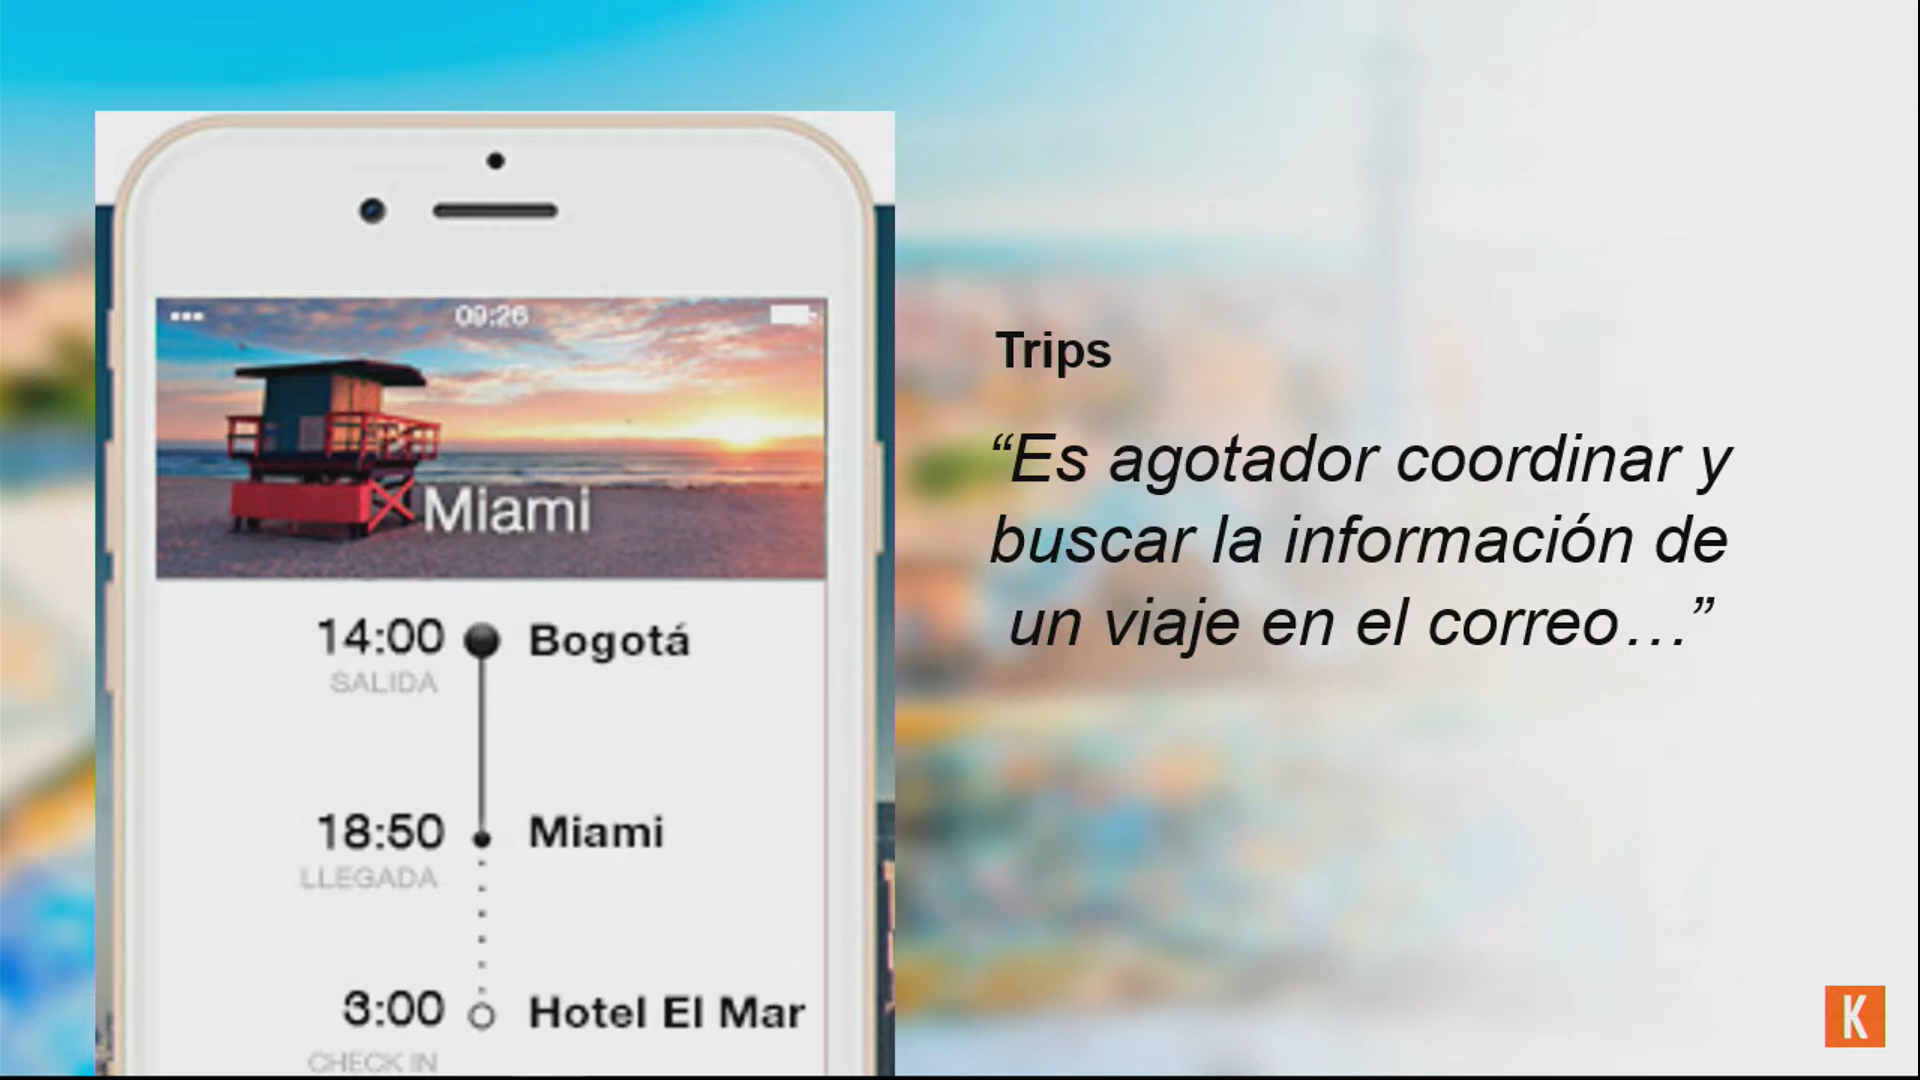 09:26
Miami
14:00 Bogotá
SALIDA
18:50 Miami
LLEGADA
3:00 Hotel El Mar
CHECK IN
Trips
“Es agotador coordinar y
buscar la información de
un viaje en el correo…”
K